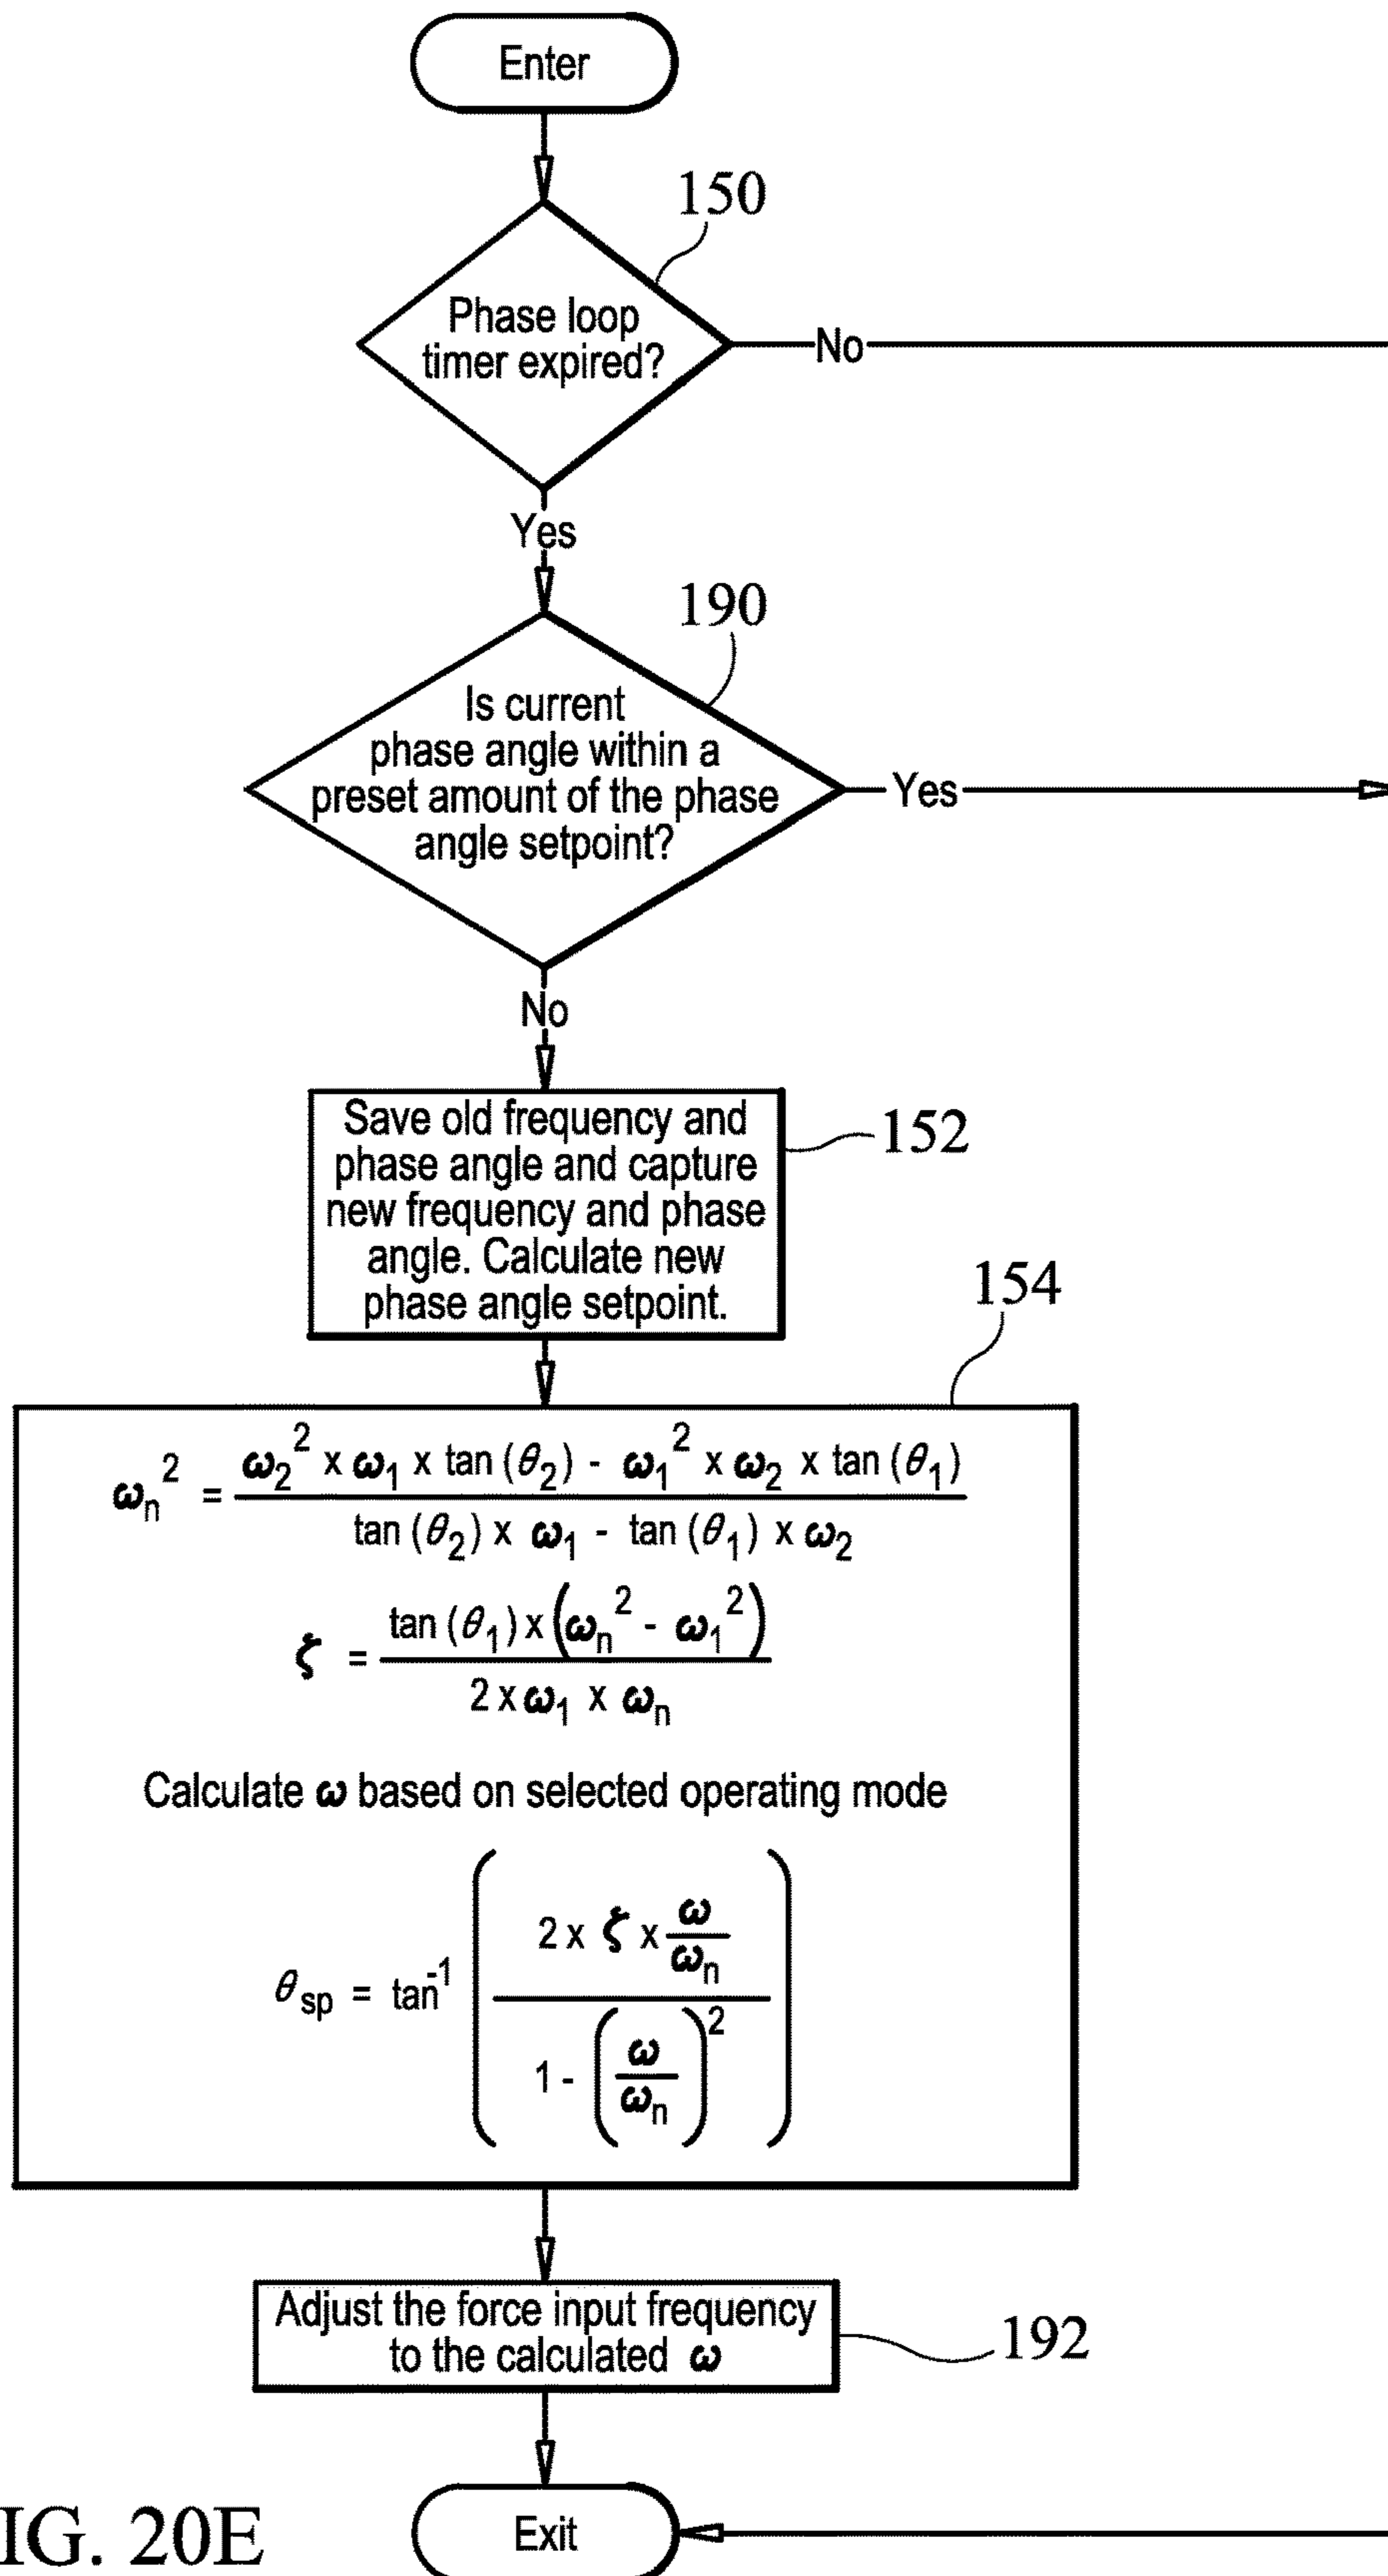 Enter
150
Phase loop
timer expired?
No
Yes
190
Is current
phase angle within a
preset amount of the phase
angle setpoint?
Yes
No
Save old frequency and
phase angle and capture
new frequency and phase
angle. Calculate new
phase angle setpoint.
152
154
ωn² = (ω2² x ω1 x tan (θ2) - ω1² x ω2 x tan (θ1)) / (tan (θ2) x ω1 - tan (θ1) x ω2)
ζ = (tan (θ1) x (ωn² - ω1²)) / (2 x ω1 x ωn)
Calculate ω based on selected operating mode
θsp = tan⁻¹ ((2 x ζ x ω/ωn) / (1 - (ω/ωn)²))
Adjust the force input frequency
to the calculated ω
192
IG. 20E
Exit